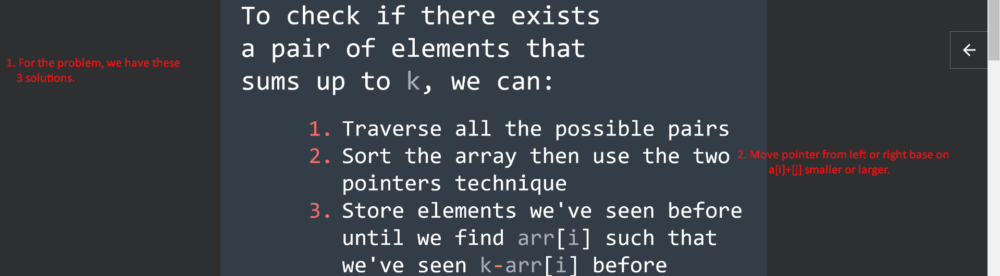 To check if there exists
a pair of elements that
sums up to k, we can:
1. For the problem, we have these
3 solutions.
1. Traverse all the possible pairs
2. Sort the array then use the two
pointers technique
2. Move pointer from left or right base on
a[i]+[j] smaller or larger.
3. Store elements we've seen before
until we find arr[i] such that
we've seen k-arr[i] before